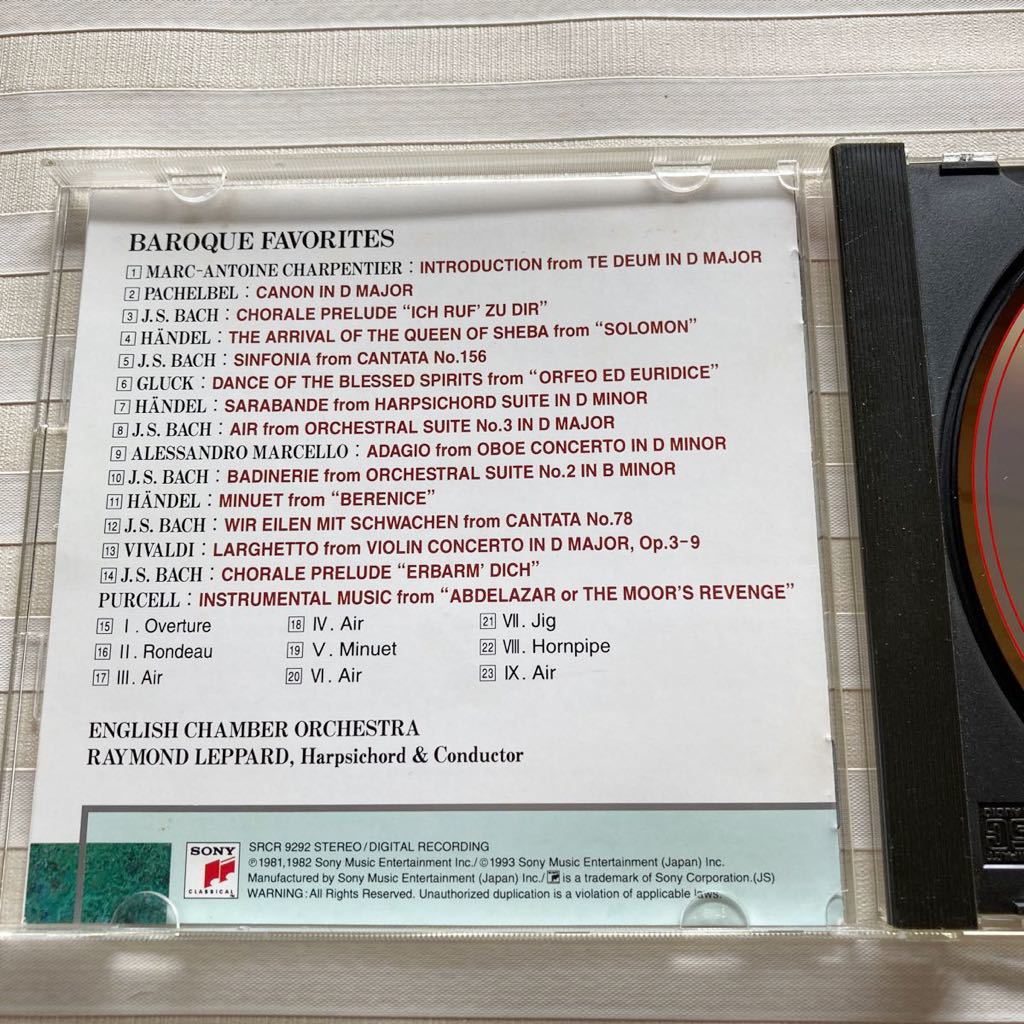 BAROQUE FAVORITES
1 MARC-ANTOINE CHARPENTIER : INTRODUCTION from TE DEUM IN D MAJOR
2 PACHELBEL : CANON IN D MAJOR
3 J.S. BACH : CHORALE PRELUDE "ICH RUF' ZU DIR"
4 HÄNDEL : THE ARRIVAL OF THE QUEEN OF SHEBA from "SOLOMON"
5 J.S. BACH : SINFONIA from CANTATA No.156
6 GLUCK : DANCE OF THE BLESSED SPIRITS from "ORFEO ED EURIDICE"
7 HÄNDEL : SARABANDE from HARPSICHORD SUITE IN D MINOR
8 J.S. BACH : AIR from ORCHESTRAL SUITE No.3 IN D MAJOR
9 ALESSANDRO MARCELLO : ADAGIO from OBOE CONCERTO IN D MINOR
10 J.S. BACH : BADINERIE from ORCHESTRAL SUITE No.2 IN B MINOR
11 HÄNDEL : MINUET from "BERENICE"
12 J.S. BACH : WIR EILEN MIT SCHWACHEN from CANTATA No.78
13 VIVALDI : LARGHETTO from VIOLIN CONCERTO IN D MAJOR, Op.3-9
14 J.S. BACH : CHORALE PRELUDE "ERBARM' DICH"
PURCELL : INSTRUMENTAL MUSIC from "ABDELAZAR or THE MOOR'S REVENGE"
15 I. Overture 18 IV. Air 21 VII. Jig
16 II. Rondeau 19 V. Minuet 22 VIII. Hornpipe
17 III. Air 20 VI. Air 23 IX. Air
ENGLISH CHAMBER ORCHESTRA
RAYMOND LEPPARD, Harpsichord & Conductor
SONY
CLASSICAL
SRCR 9292 STEREO/DIGITAL RECORDING
℗1981,1982 Sony Music Entertainment Inc./©1993 Sony Music Entertainment (Japan) Inc.
Manufactured by Sony Music Entertainment (Japan) Inc./ is a trademark of Sony Corporation.(JS)
WARNING: All Rights Reserved. Unauthorized duplication is a violation of applicable laws.